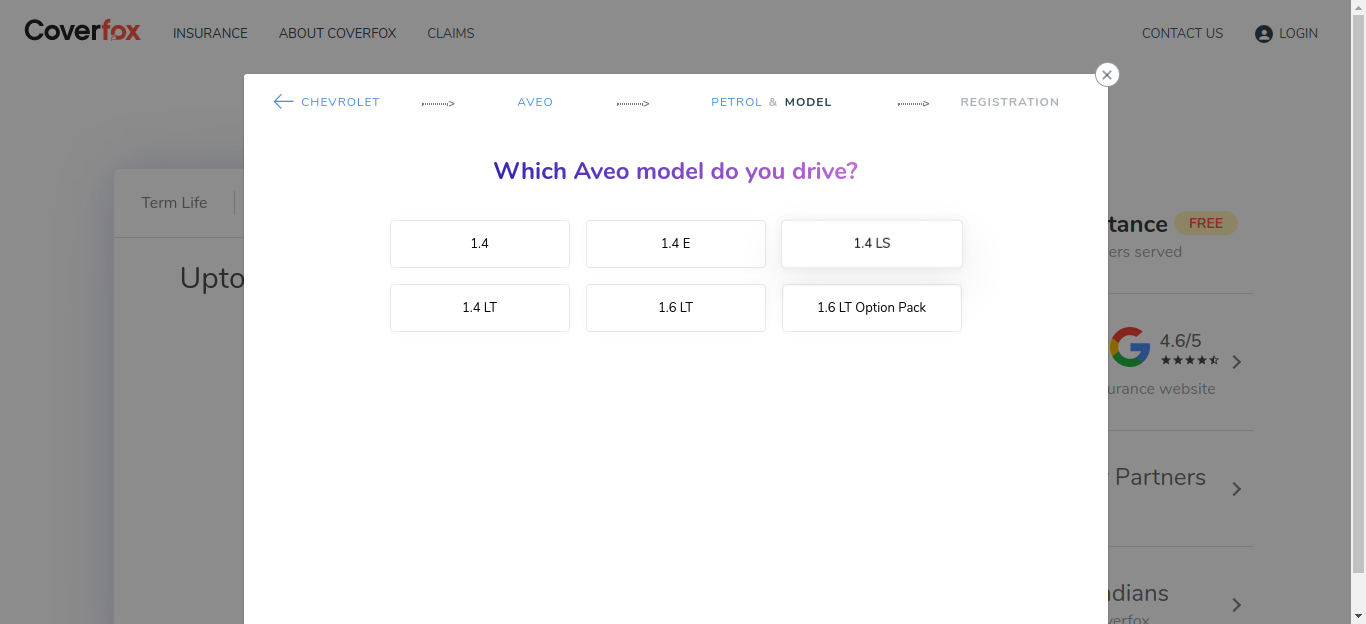 Coverfox INSURANCE ABOUT COVERFOX CLAIMS CONTACT US LOGIN
CHEVROLET AVEO PETROL & MODEL REGISTRATION
Which Aveo model do you drive?
1.4 1.4 E 1.4 LS
1.4 LT 1.6 LT 1.6 LT Option Pack
Term Life
Upto
tance FREE
ers served
4.6/5
urance website
Partners
ndians
verfox